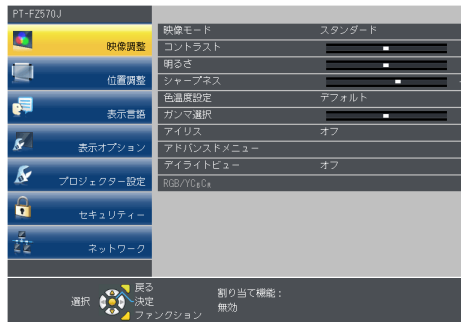 PT-FZ570J
映像調整
位置調整
表示言語
表示オプション
プロジェクター設定
セキュリティー
ネットワーク
映像モード スタンダード
コントラスト
明るさ
シャープネス
色温度設定 デフォルト
ガンマ選択
アイリス オフ
アドバンスドメニュー
デイライトビュー オフ
RGB/YCBCR
選択
戻る
決定
ファンクション
割り当て機能：
無効